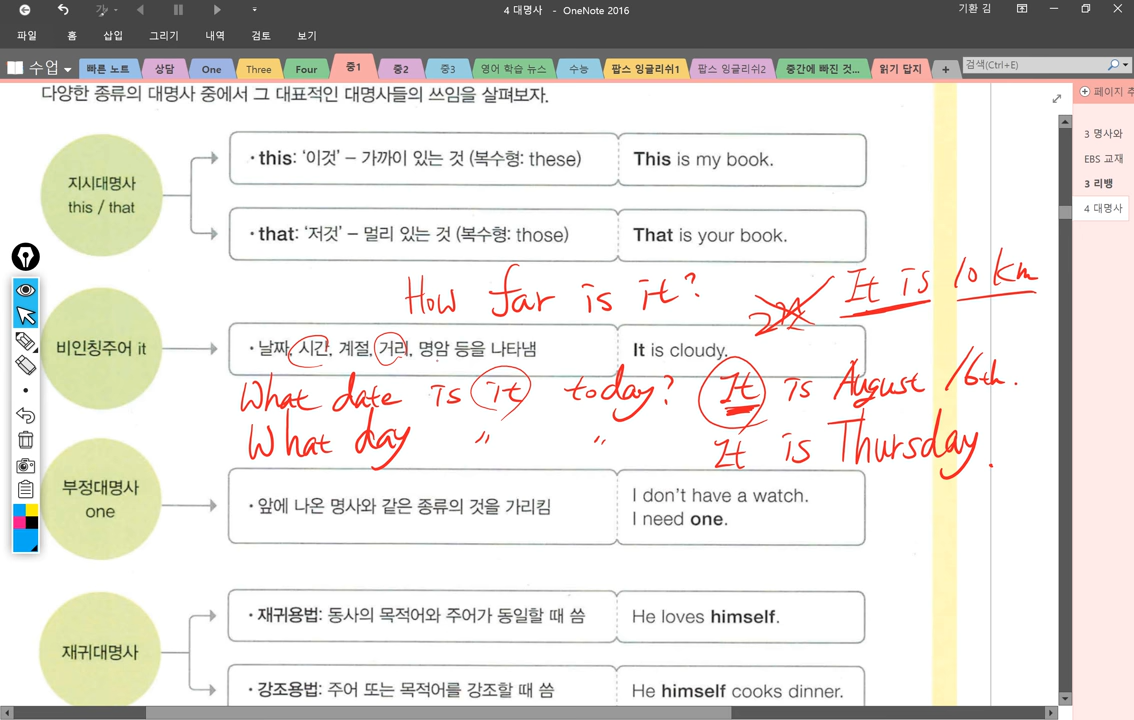 4 대명사 - OneNote 2016
기환 김
파일 홈 삽입 그리기 내역 검토 보기
수업 빠른 노트 상담 One Three Four 중1 중2 중3 영어 학습 뉴스 수능 팝스 잉글리쉬1 팝스 잉글리쉬2 중간에 빠진 것... 읽기 답지 + 검색(Ctrl+E)
다양한 종류의 대명사 중에서 그 대표적인 대명사들의 쓰임을 살펴보자.
페이지 추
3 명사와
EBS 교재
3 리뱅
4 대명사
지시대명사
this / that
• this: ‘이것’ – 가까이 있는 것 (복수형: these)
This is my book.
• that: ‘저것’ – 멀리 있는 것 (복수형: those)
That is your book.
How far is it?
It is 10 km
비인칭주어 it
• 날짜, 시간, 계절, 거리, 명암 등을 나타냄
It is cloudy.
What date is it today? It is August 16th.
What day " " It is Thursday.
부정대명사
one
• 앞에 나온 명사와 같은 종류의 것을 가리킴
I don’t have a watch.
I need one.
재귀대명사
• 재귀용법: 동사의 목적어와 주어가 동일할 때 씀
He loves himself.
• 강조용법: 주어 또는 목적어를 강조할 때 씀
He himself cooks dinner.